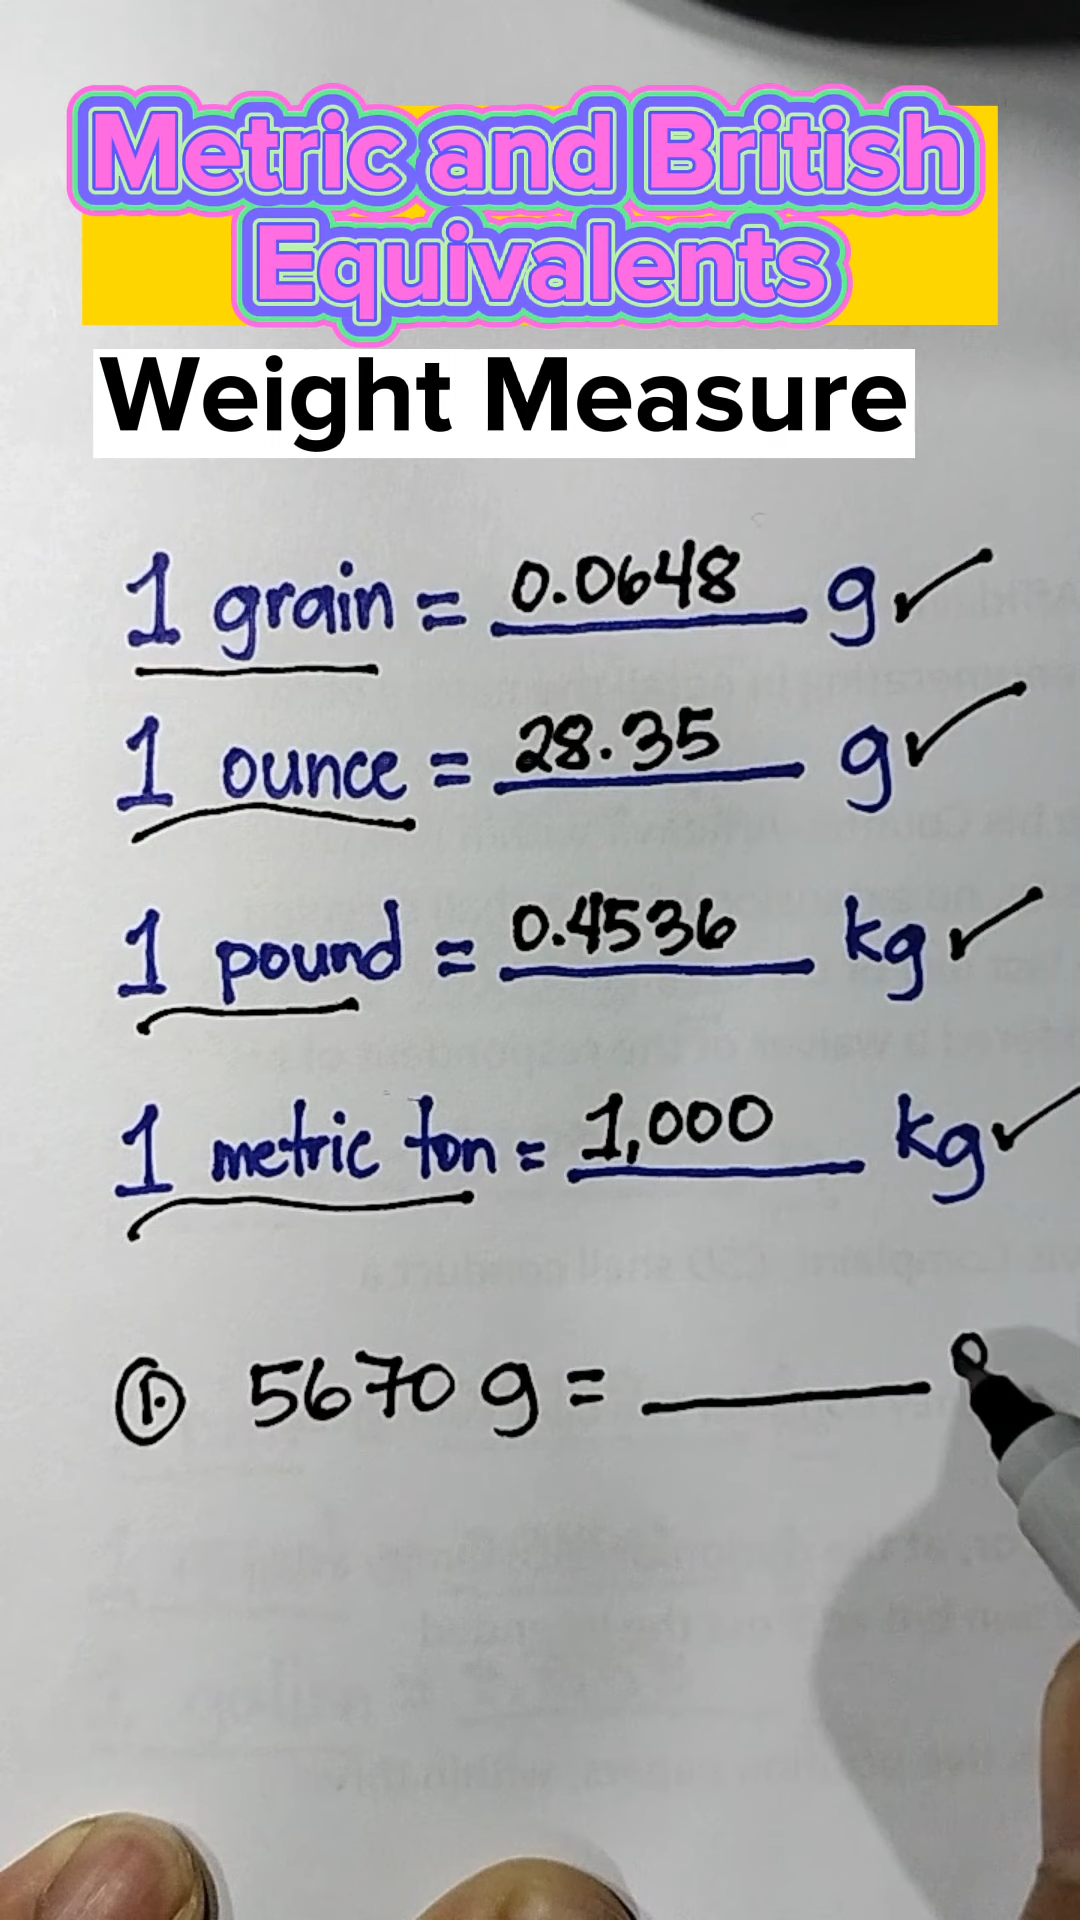 Metric and British
Equivalents
Weight Measure
1 grain = 0.0648 g
1 ounce = 28.35 g
1 pound = 0.4536 kg
1 metric ton = 1,000 kg
1. 5670 g = ______ o